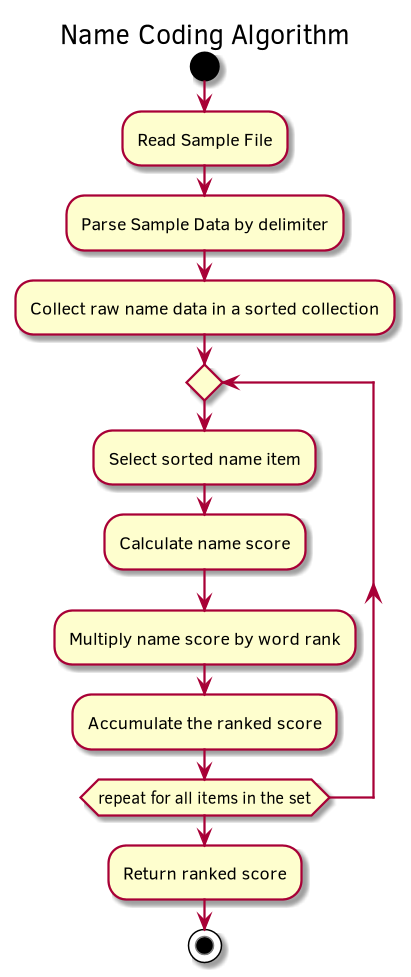 Name Coding Algorithm
Read Sample File
Parse Sample Data by delimiter
Collect raw name data in a sorted collection
Select sorted name item
Calculate name score
Multiply name score by word rank
Accumulate the ranked score
repeat for all items in the set
Return ranked score